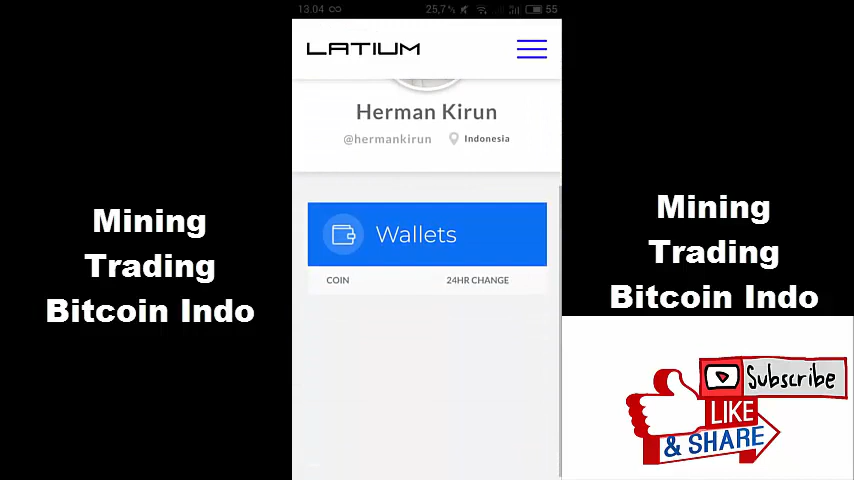 13.04
25,7
55
LATIUM
Herman Kirun
@hermankirun
Indonesia
Wallets
COIN 24HR CHANGE
Mining
Trading
Bitcoin Indo
Mining
Trading
Bitcoin Indo
Subscribe
LIKE
& SHARE